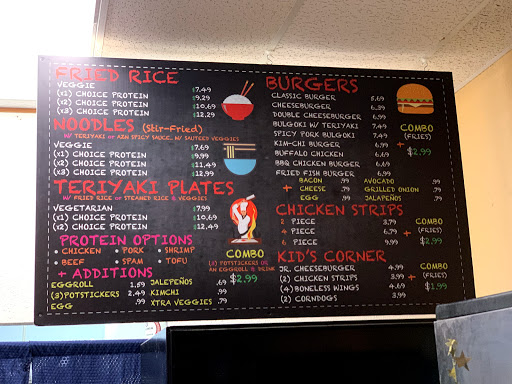 FRIED RICE
VEGGIE $7.49
(x1) CHOICE PROTEIN $9.29
(x2) CHOICE PROTEIN $10.69
(x3) CHOICE PROTEIN $12.29
NOODLES (Stir-Fried)
W/ TERIYAKI OR AZN SPICY SAUCE, W/ SAUTEED VEGGIES
VEGGIE $7.69
(x1) CHOICE PROTEIN $9.99
(x2) CHOICE PROTEIN $11.49
(x3) CHOICE PROTEIN $12.99
TERIYAKI PLATES
W/ FRIED RICE OR STEAMED RICE & VEGGIES
VEGETARIAN $7.99
(x1) CHOICE PROTEIN $10.69
(x2) CHOICE PROTEIN $12.49
PROTEIN OPTIONS
• CHICKEN • PORK • SHRIMP
• BEEF • SPAM • TOFU
COMBO
(2) POTSTICKERS OR
AN EGGROLL & DRINK
$2.99
+ ADDITIONS
EGGROLL 1.69 JALEPEÑOS .69
(3)POTSTICKERS 2.49 KIMCHI .99
EGG .99 XTRA VEGGIES .99
BURGERS
CLASSIC BURGER 5.69
CHEESEBURGER 6.39
DOUBLE CHEESEBURGER 6.99
BULGOKI W/ TERIYAKI 7.49
SPICY PORK BULGOKI 7.49
KIM-CHI BURGER 6.99
BUFFALO CHICKEN 6.69
BBQ CHICKEN BURGER 6.69
FRIED FISH BURGER 6.99
COMBO
(FRIES)
+
$2.99
+ BACON .99 AVOCADO .99
CHEESE .79 GRILLED ONION .79
EGG .99 JALAPEÑOS .79
CHICKEN STRIPS
2 PIECE 3.79
4 PIECE 6.79
6 PIECE 9.99
COMBO
+ (FRIES)
$2.99
KID'S CORNER
JR. CHEESEBURGER 4.99
(2) CHICKEN STRIPS 3.99
(4) BONELESS WINGS 4.69
(2) CORNDOGS 3.99
COMBO
+ (FRIES)
$1.99